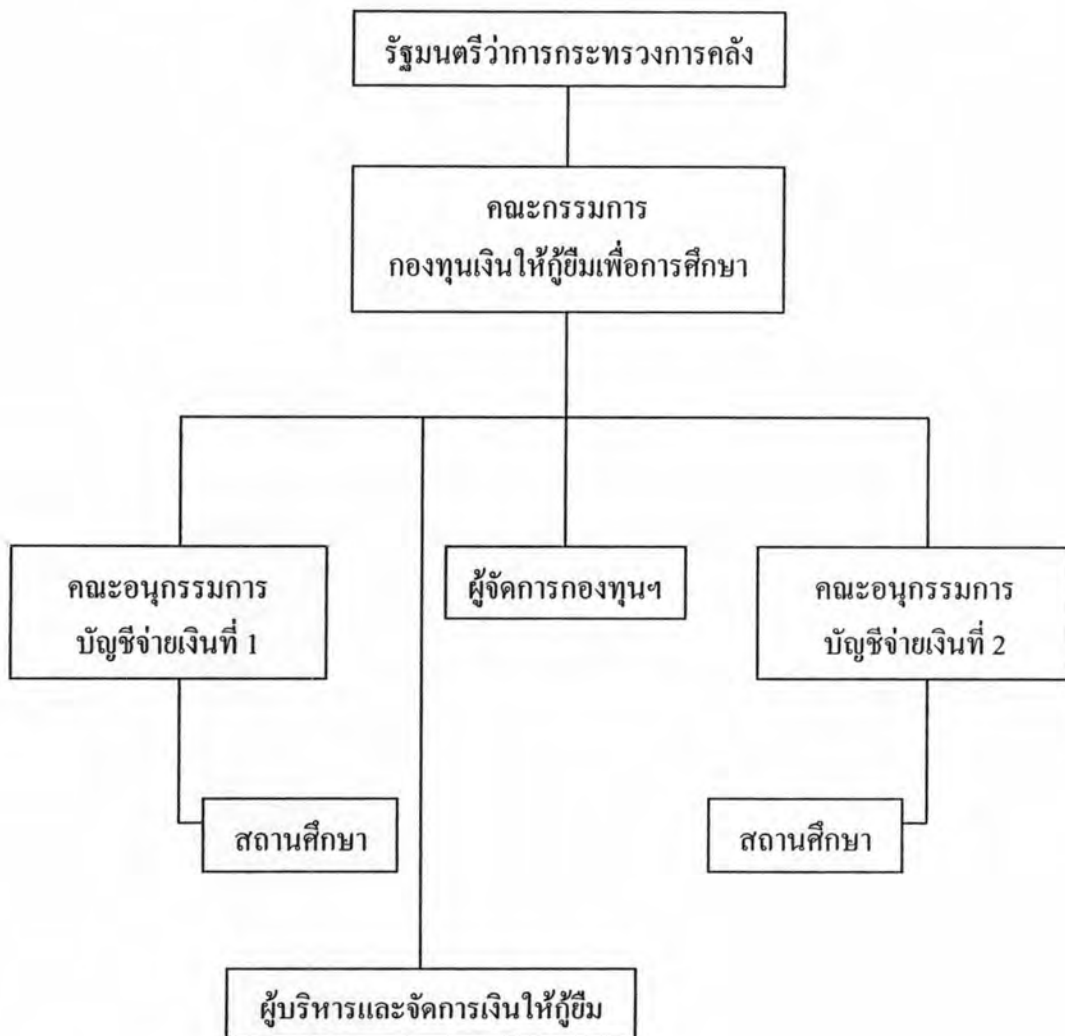 รัฐมนตรีว่าการกระทรวงการคลัง
คณะกรรมการ
กองทุนเงินให้กู้ยืมเพื่อการศึกษา
คณะอนุกรรมการ
บัญชีจ่ายเงินที่ 1
ผู้จัดการกองทุนฯ
คณะอนุกรรมการ
บัญชีจ่ายเงินที่ 2
สถานศึกษา
สถานศึกษา
ผู้บริหารและจัดการเงินให้กู้ยืม